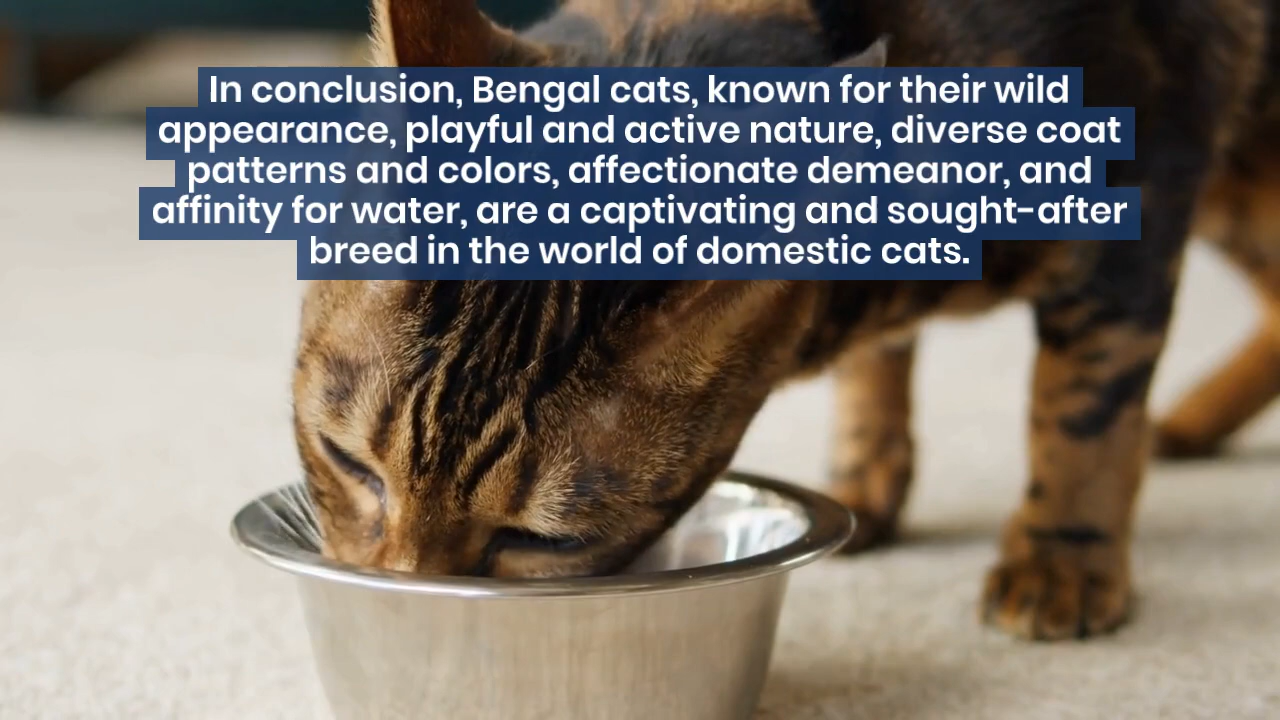 In conclusion, Bengal cats, known for their wild
appearance, playful and active nature, diverse coat
patterns and colors, affectionate demeanor, and
affinity for water, are a captivating and sought-after
breed in the world of domestic cats.